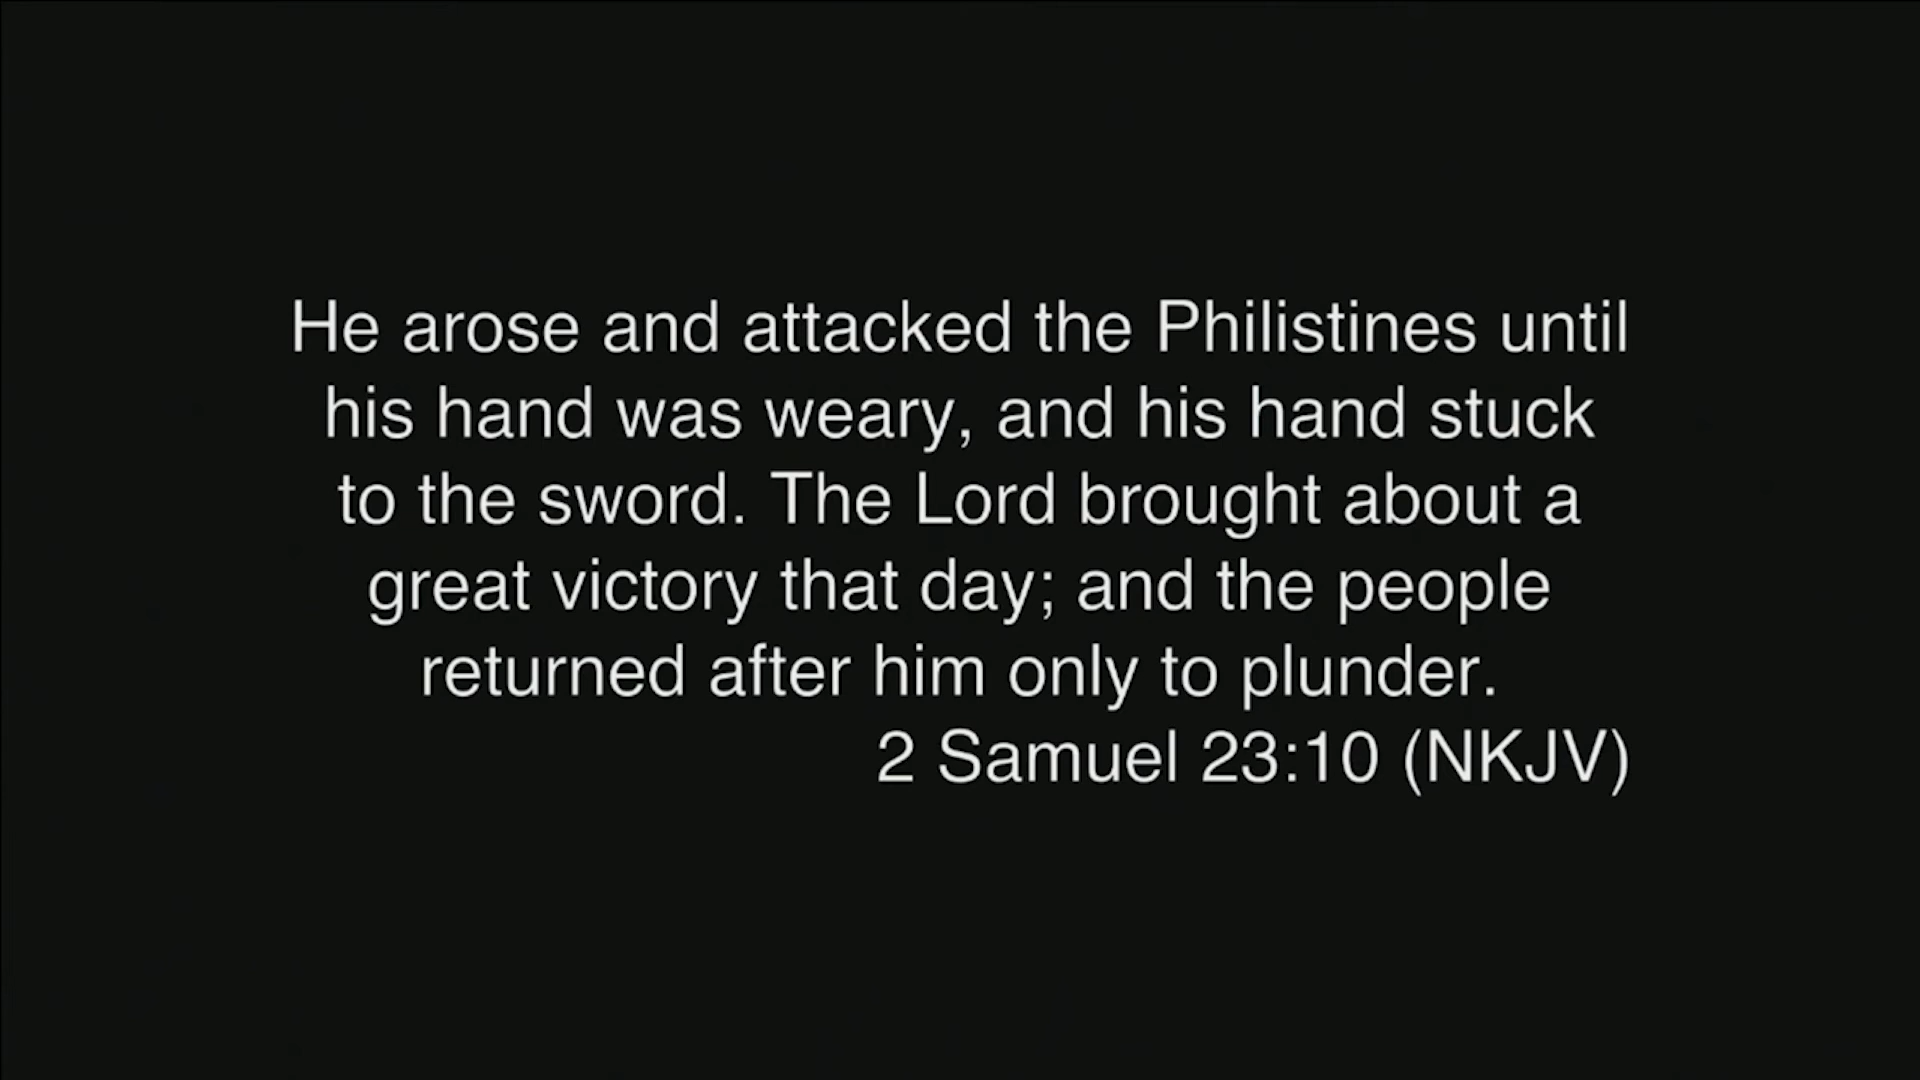 He arose and attacked the Philistines until
his hand was weary, and his hand stuck
to the sword. The Lord brought about a
great victory that day; and the people
returned after him only to plunder.
2 Samuel 23:10 (NKJV)